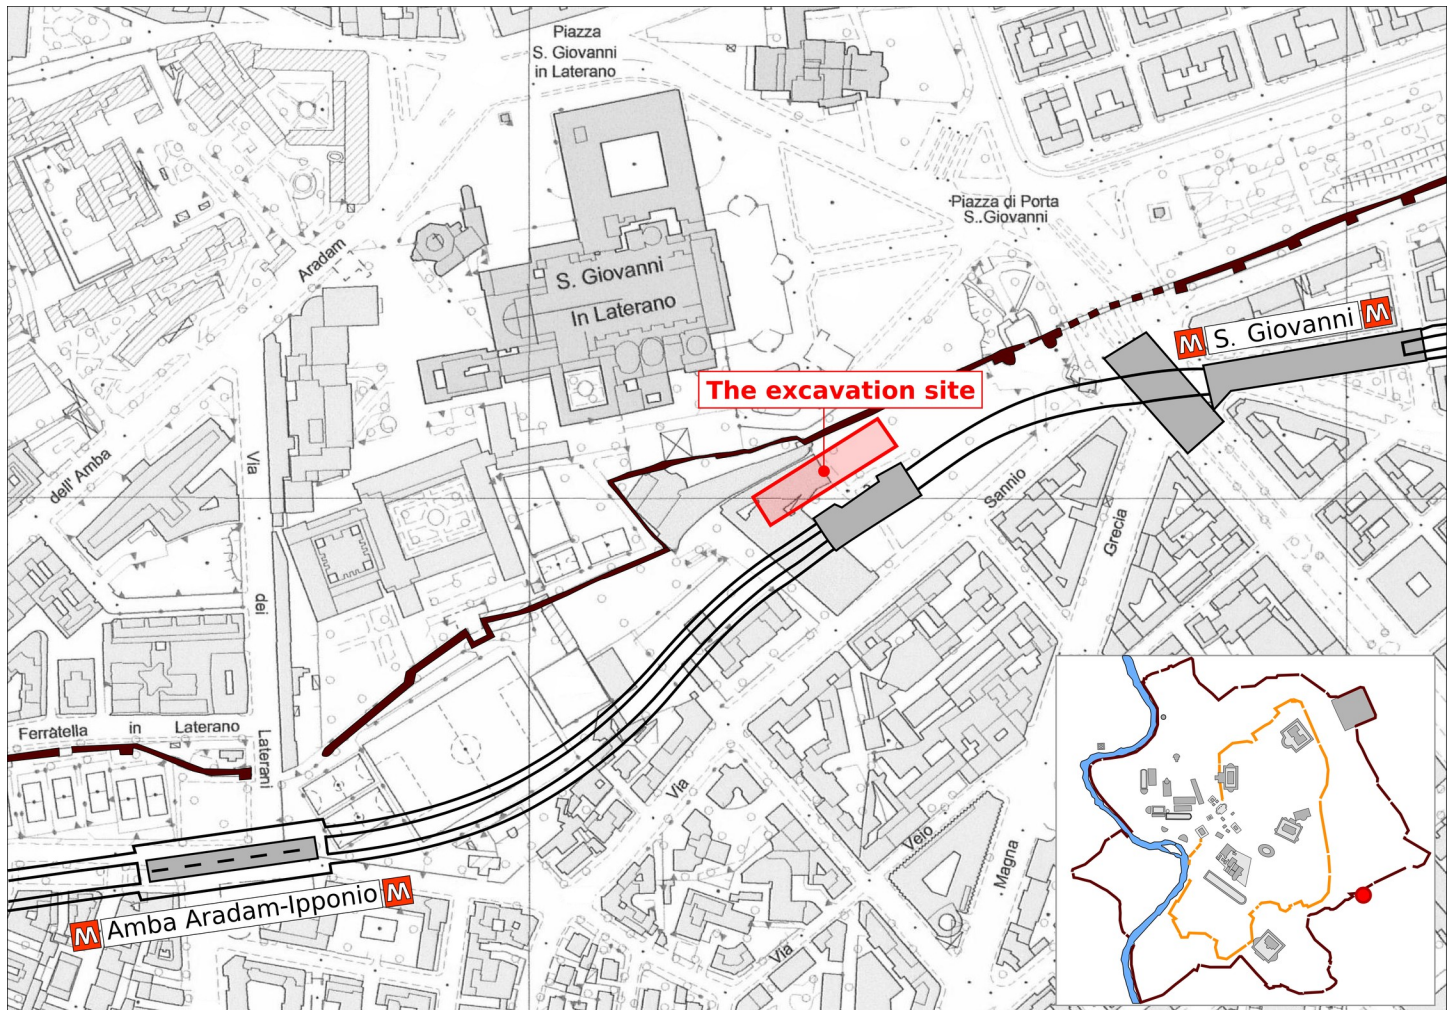 Piazza
S. Giovanni
in Laterano
Piazza di Porta
S..Giovanni
Aradam
S. Giovanni
In Laterano
M S. Giovanni M
The excavation site
dell' Amba
Via
Sannio
Grecia
dei
Ferratella in Laterano
Laterani
Via
Veio
Magna
M Amba Aradam-Ipponio M
Via